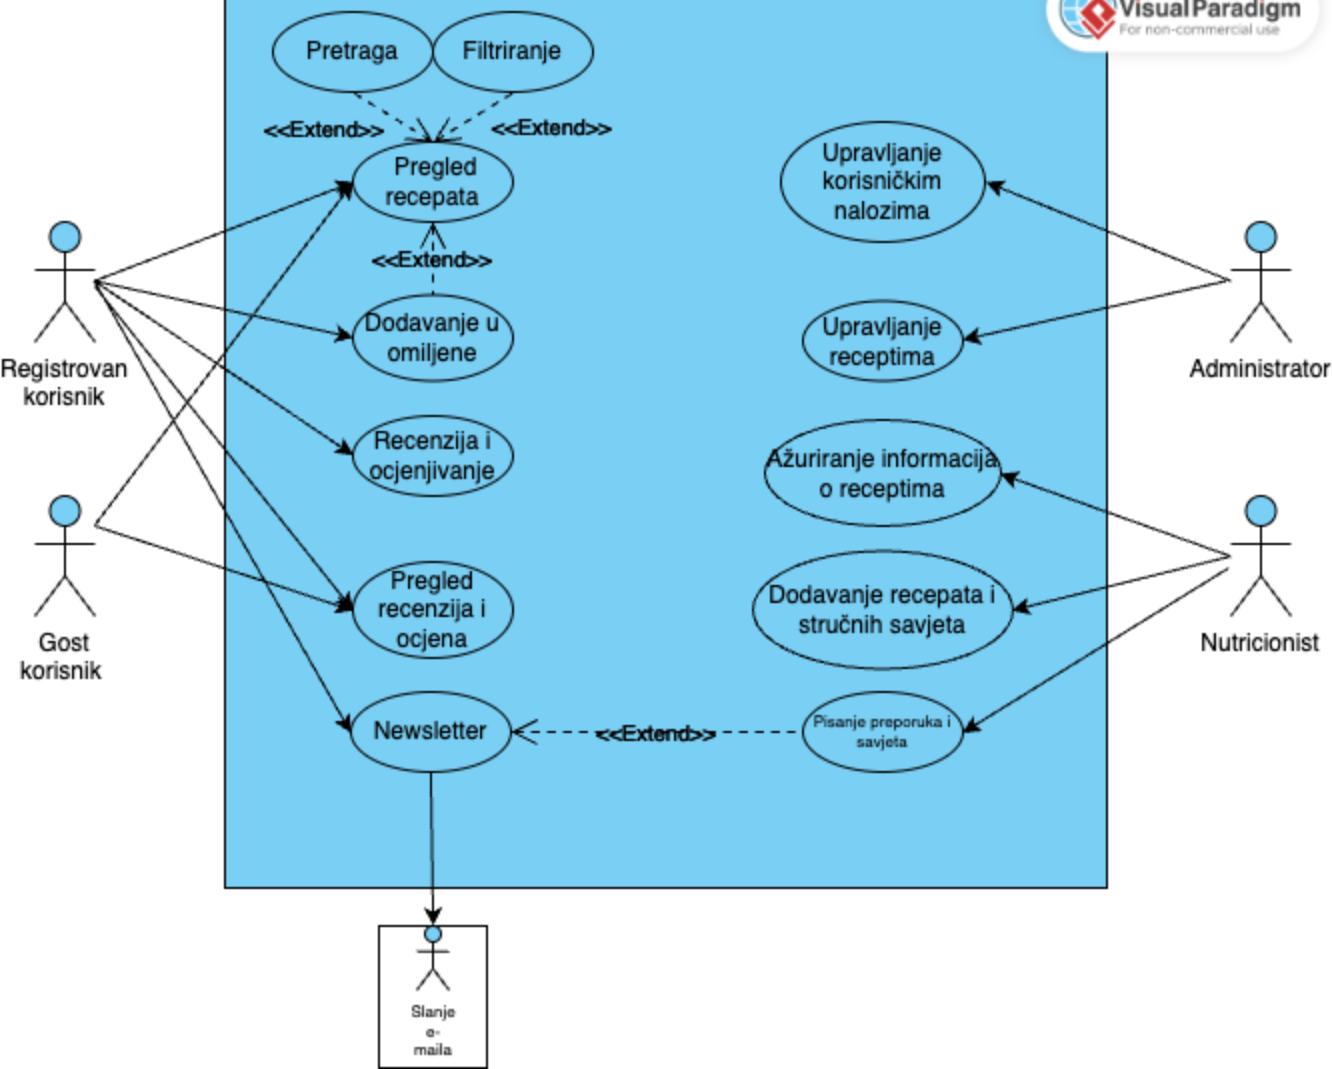 VisualParadigm
For non-commercial use
Pretraga
Filtriranje
<<Extend>>
<<Extend>>
Pregled
recepata
<<Extend>>
Dodavanje u
omiljene
Recenzija i
ocjenjivanje
Pregled
recenzija i
ocjena
Newsletter
<<Extend>>
Pisanje preporuka i
savjeta
Upravljanje
korisničkim
nalozima
Upravljanje
receptima
Ažuriranje informacija
o receptima
Dodavanje recepata i
stručnih savjeta
Registrovan
korisnik
Gost
korisnik
Administrator
Nutricionist
Slanje
e-
maila